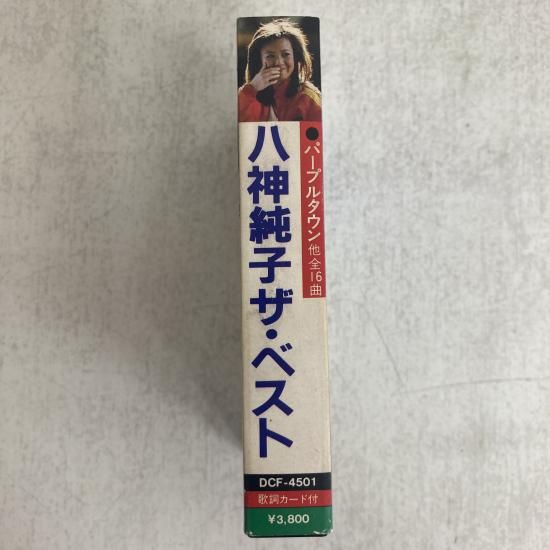 ●パープルタウン他全16曲
八神純子ザ・ベスト
DCF-4501
歌詞カード付
¥3,800